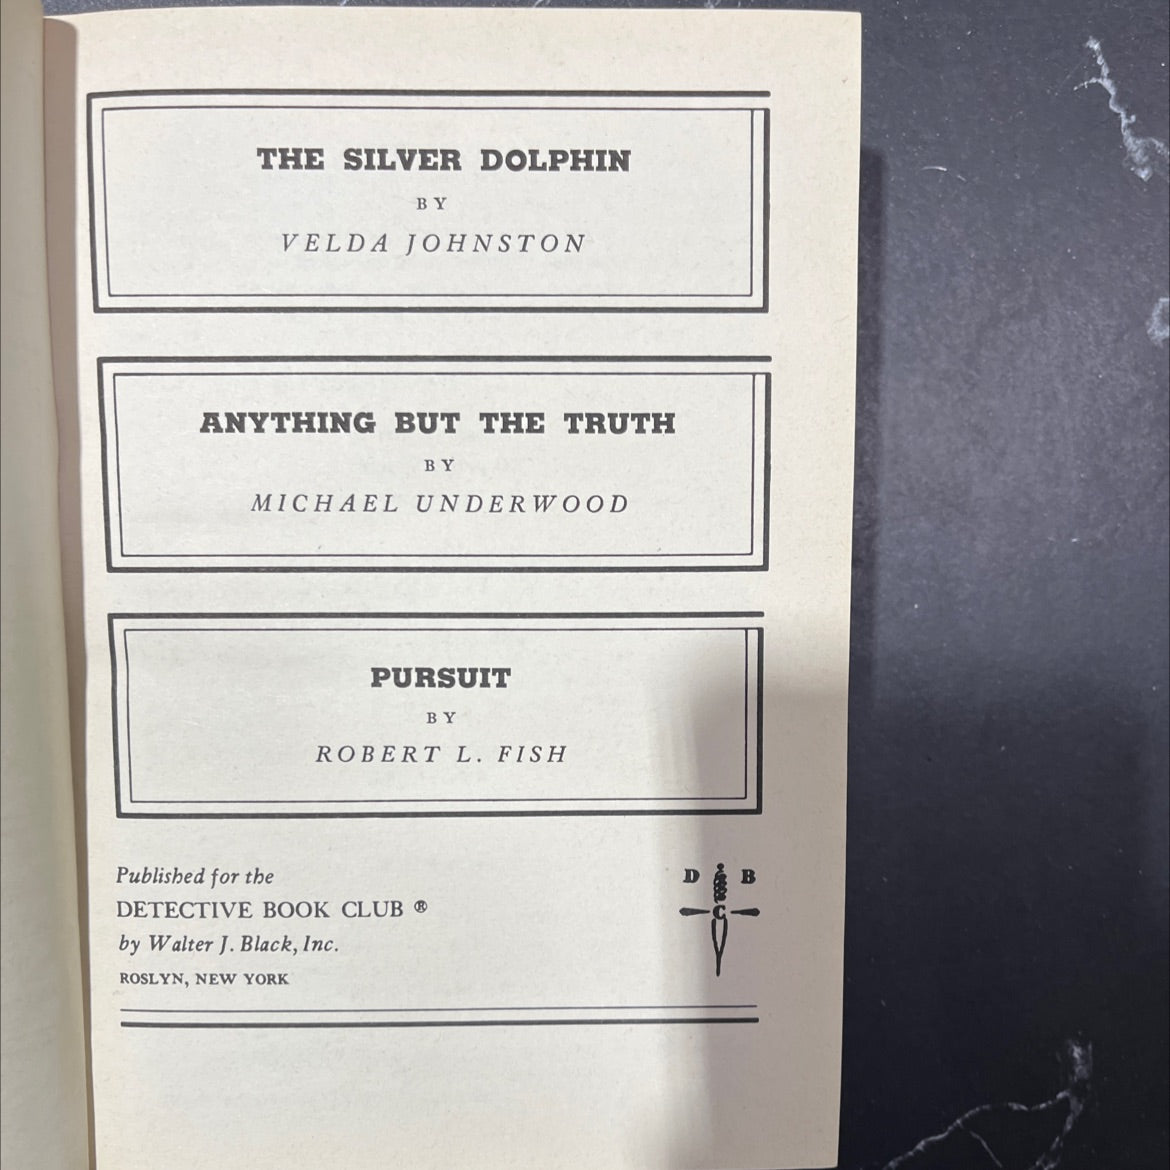 THE SILVER DOLPHIN
BY
VELDA JOHNSTON
ANYTHING BUT THE TRUTH
BY
MICHAEL UNDERWOOD
PURSUIT
BY
ROBERT L. FISH
Published for the
DETECTIVE BOOK CLUB ®
by Walter J. Black, Inc.
ROSLYN, NEW YORK
D B
C